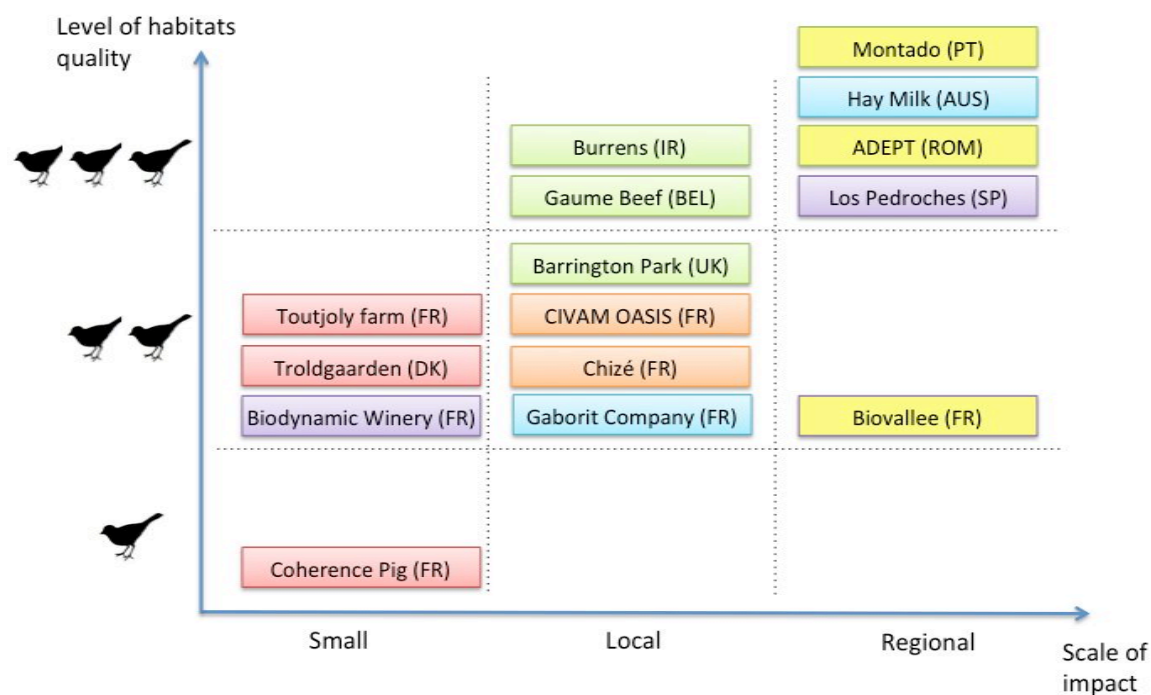 Level of habitats
quality
Montado (PT)
Hay Milk (AUS)
Burrens (IR)
ADEPT (ROM)
Gaume Beef (BEL)
Los Pedroches (SP)
Barrington Park (UK)
Toutjoly farm (FR)
CIVAM OASIS (FR)
Troldgaarden (DK)
Chizé (FR)
Biodynamic Winery (FR)
Gaborit Company (FR)
Biovallee (FR)
Coherence Pig (FR)
Small
Local
Regional
Scale of
impact